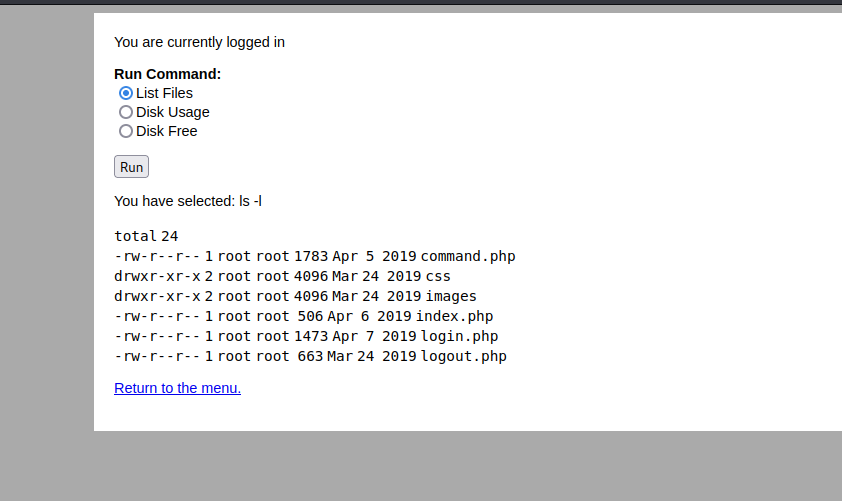 You are currently logged in
Run Command:
List Files
Disk Usage
Disk Free
Run
You have selected: ls -l
total 24
-rw-r--r-- 1 root root 1783 Apr  5  2019 command.php
drwxr-xr-x 2 root root 4096 Mar 24  2019 css
drwxr-xr-x 2 root root 4096 Mar 24  2019 images
-rw-r--r-- 1 root root  506 Apr  6  2019 index.php
-rw-r--r-- 1 root root 1473 Apr  7  2019 login.php
-rw-r--r-- 1 root root  663 Mar 24  2019 logout.php
Return to the menu.